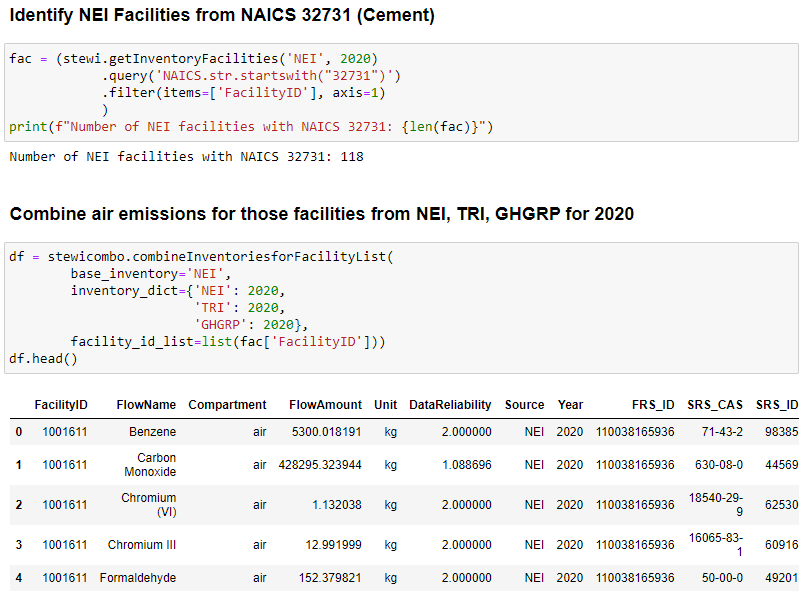 Identify NEI Facilities from NAICS 32731 (Cement)
fac = (stewi.getInventoryFacilities('NEI', 2020)
.query('NAICS.str.startswith("32731")')
.filter(items=['FacilityID'], axis=1)
)
print(f"Number of NEI facilities with NAICS 32731: {len(fac)}")
Number of NEI facilities with NAICS 32731: 118
Combine air emissions for those facilities from NEI, TRI, GHGRP for 2020
df = stewicombo.combineInventoriesforFacilityList(
base_inventory='NEI',
inventory_dict={'NEI': 2020,
'TRI': 2020,
'GHGRP': 2020},
facility_id_list=list(fac['FacilityID']))
df.head()
FacilityID FlowName Compartment FlowAmount Unit DataReliability Source Year FRS_ID SRS_CAS SRS_ID
0 1001611 Benzene air 5300.018191 kg 2.000000 NEI 2020 110038165936 71-43-2 98385
1 1001611 Carbon Monoxide air 428295.323944 kg 1.088696 NEI 2020 110038165936 630-08-0 44569
2 1001611 Chromium (VI) air 1.132038 kg 2.000000 NEI 2020 110038165936 18540-29-9 62530
3 1001611 Chromium III air 12.991999 kg 2.000000 NEI 2020 110038165936 16065-83-1 60916
4 1001611 Formaldehyde air 152.379821 kg 2.000000 NEI 2020 110038165936 50-00-0 49201